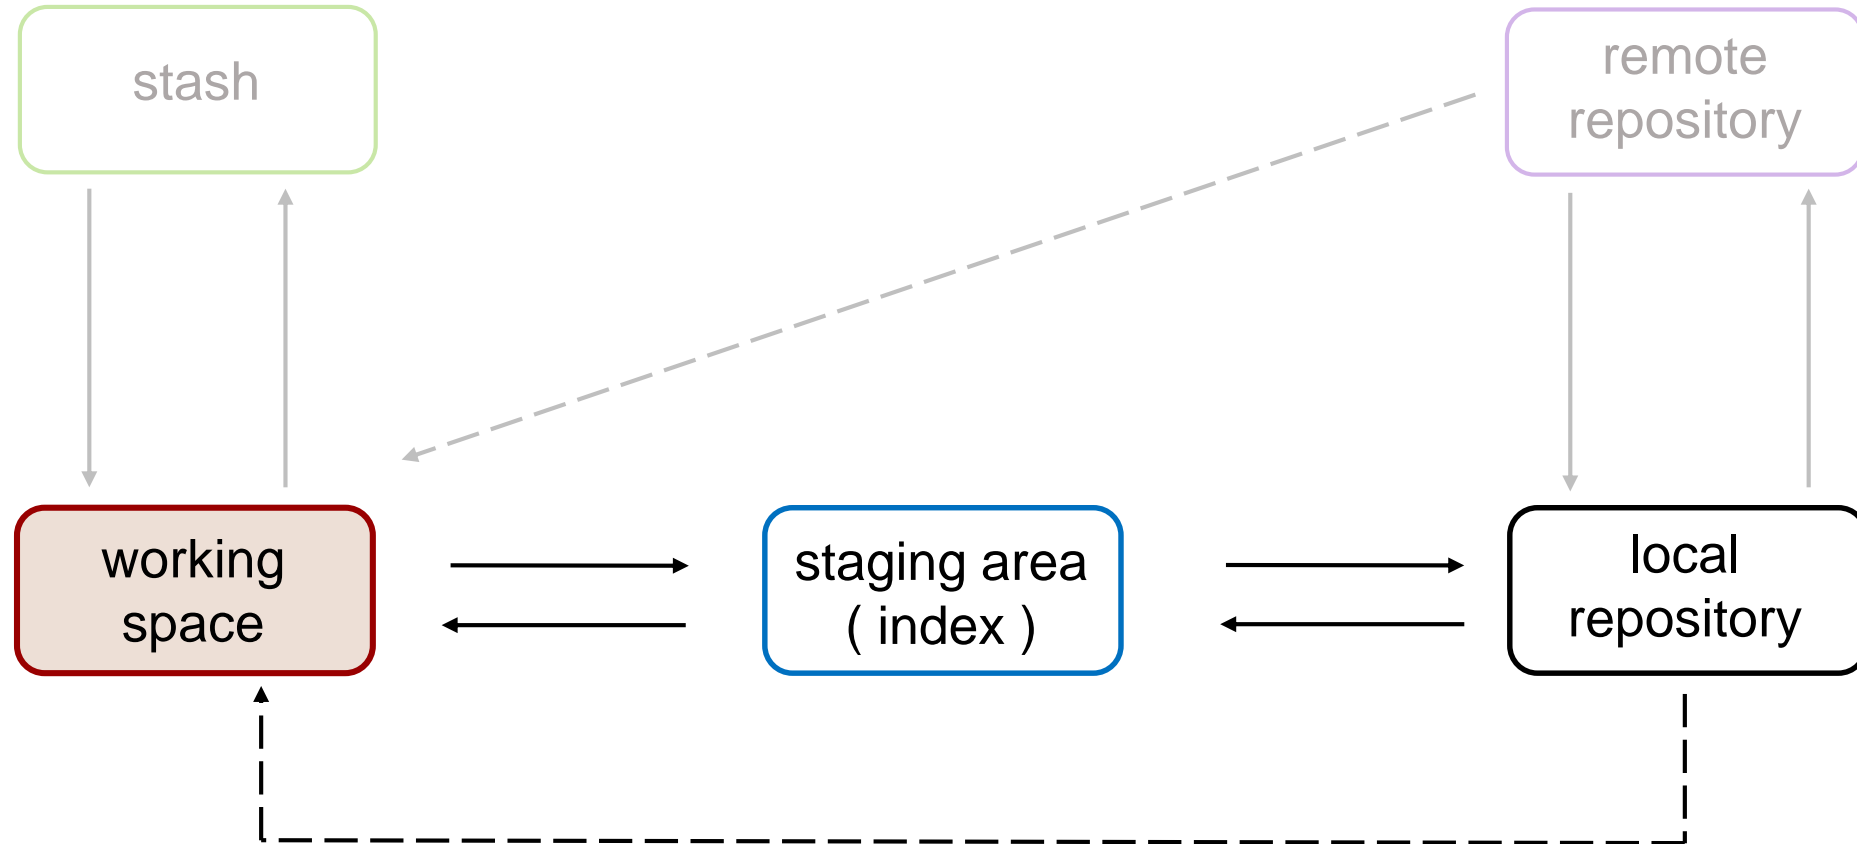 stash
remote
repository
working
space
staging area
( index )
local
repository